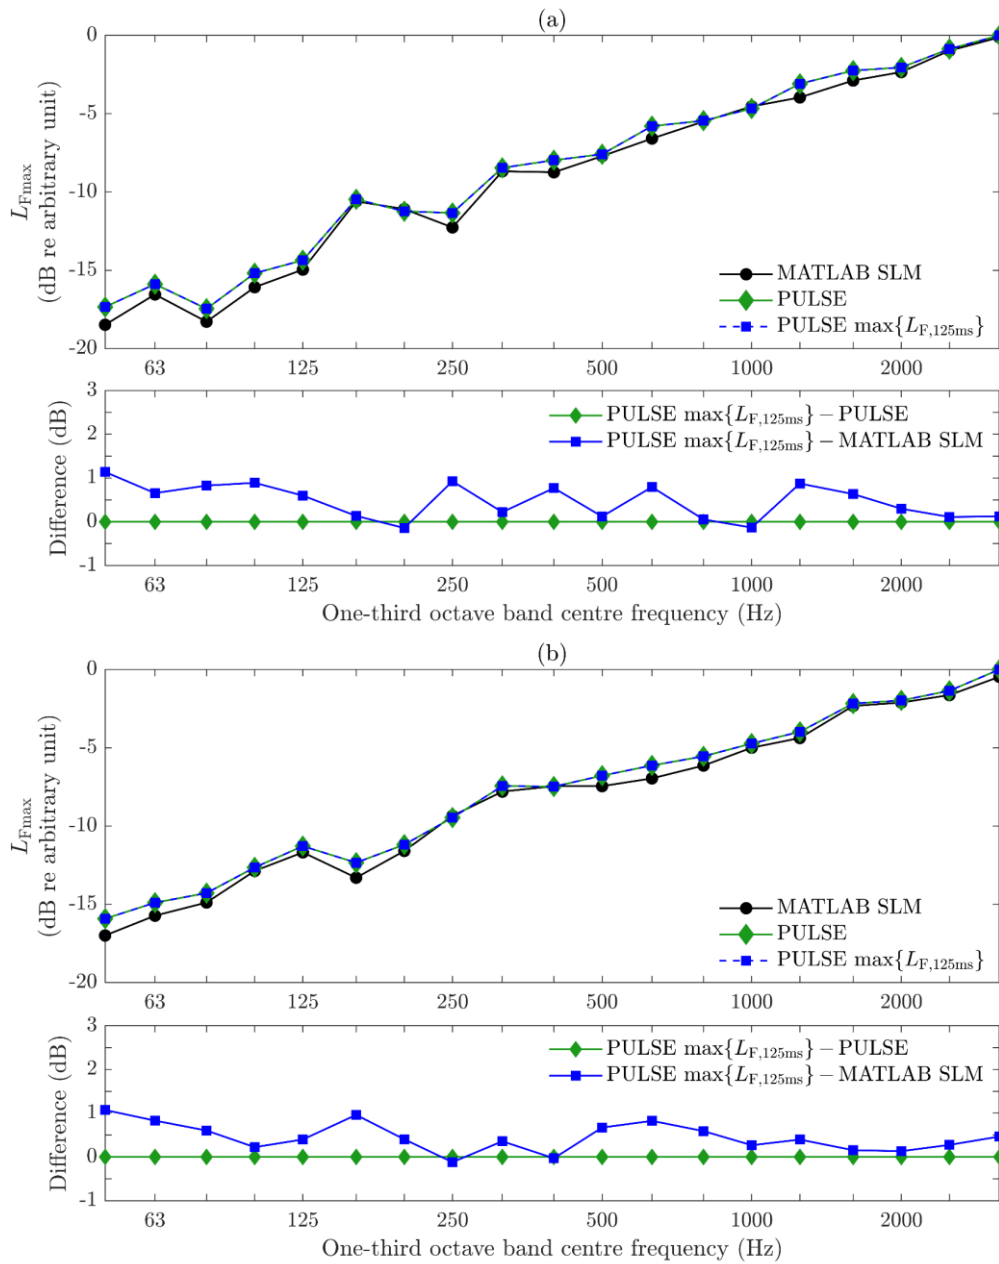 (a)
0
-5
-10
-15
-20
L_Fmax
(dB re arbitrary unit)
MATLAB SLM
PULSE
PULSE max{L_F,125ms}
63 125 250 500 1000 2000
3
2
1
0
-1
Difference (dB)
PULSE max{L_F,125ms} − PULSE
PULSE max{L_F,125ms} − MATLAB SLM
63 125 250 500 1000 2000
One-third octave band centre frequency (Hz)
(b)
0
-5
-10
-15
-20
L_Fmax
(dB re arbitrary unit)
MATLAB SLM
PULSE
PULSE max{L_F,125ms}
63 125 250 500 1000 2000
3
2
1
0
-1
Difference (dB)
PULSE max{L_F,125ms} − PULSE
PULSE max{L_F,125ms} − MATLAB SLM
63 125 250 500 1000 2000
One-third octave band centre frequency (Hz)